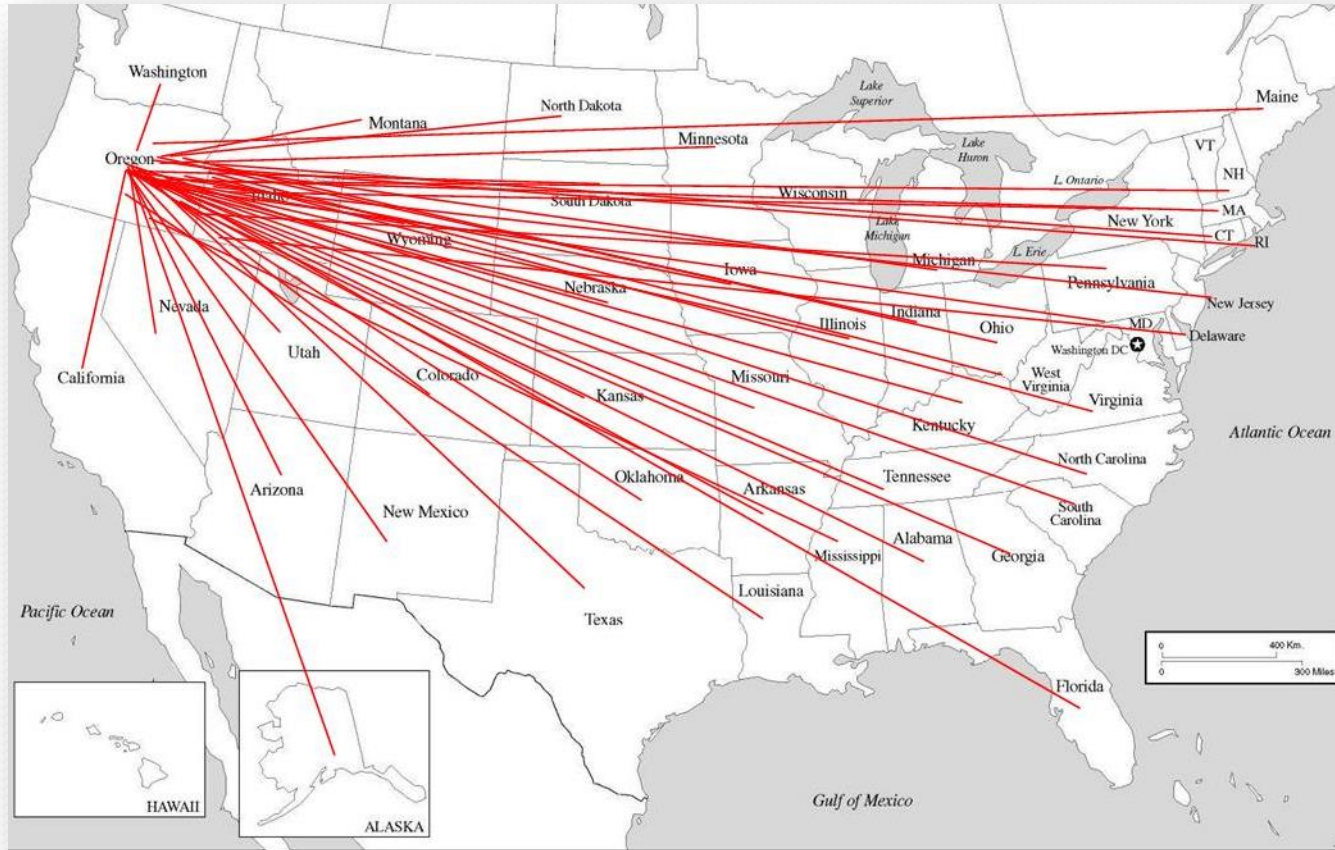 Washington
Montana
North Dakota
Minnesota
Lake
Superior
Maine
Oregon
VT
NH
Lake
Huron
L. Ontario
Idaho
South Dakota
Wisconsin
New York
MA
CT
RI
Wyoming
Lake
Michigan
Michigan
L. Erie
Iowa
Pennsylvania
Nebraska
Nevada
Illinois
Indiana
Ohio
New Jersey
MD
Delaware
Washington DC
Utah
Colorado
Kansas
Missouri
West
Virginia
Virginia
California
Kentucky
Atlantic Ocean
North Carolina
Arizona
New Mexico
Oklahoma
Arkansas
Tennessee
South
Carolina
Mississippi
Alabama
Georgia
Pacific Ocean
Texas
Louisiana
Florida
0 400 Km.
0 300 Miles
HAWAII
ALASKA
Gulf of Mexico